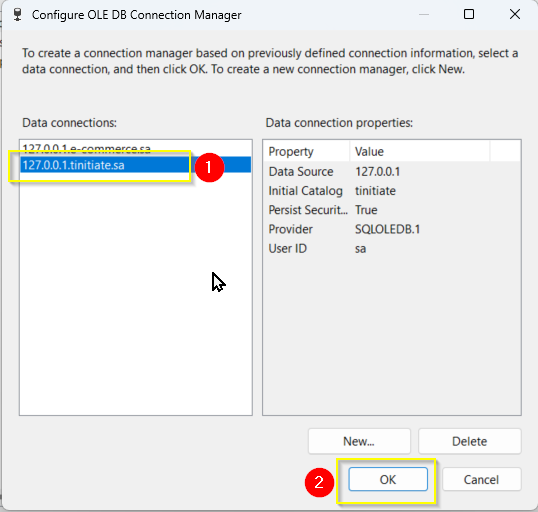 Configure OLE DB Connection Manager
To create a connection manager based on previously defined connection information, select a
data connection, and then click OK. To create a new connection manager, click New.
Data connections:
127.0.0.1.e-commerce.sa
127.0.0.1.tinitiate.sa
1
Data connection properties:
Property Value
Data Source 127.0.0.1
Initial Catalog tinitiate
Persist Securit... True
Provider SQLOLEDB.1
User ID sa
New...
Delete
2
OK
Cancel